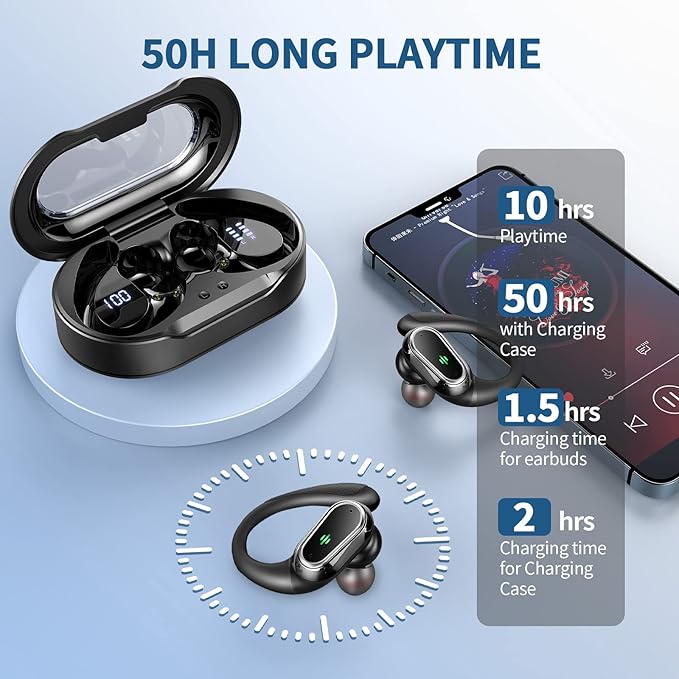 50H LONG PLAYTIME
100
10 hrs
Playtime
50 hrs
with Charging
Case
1.5 hrs
Charging time
for earbuds
2 hrs
Charging time
for Charging
Case